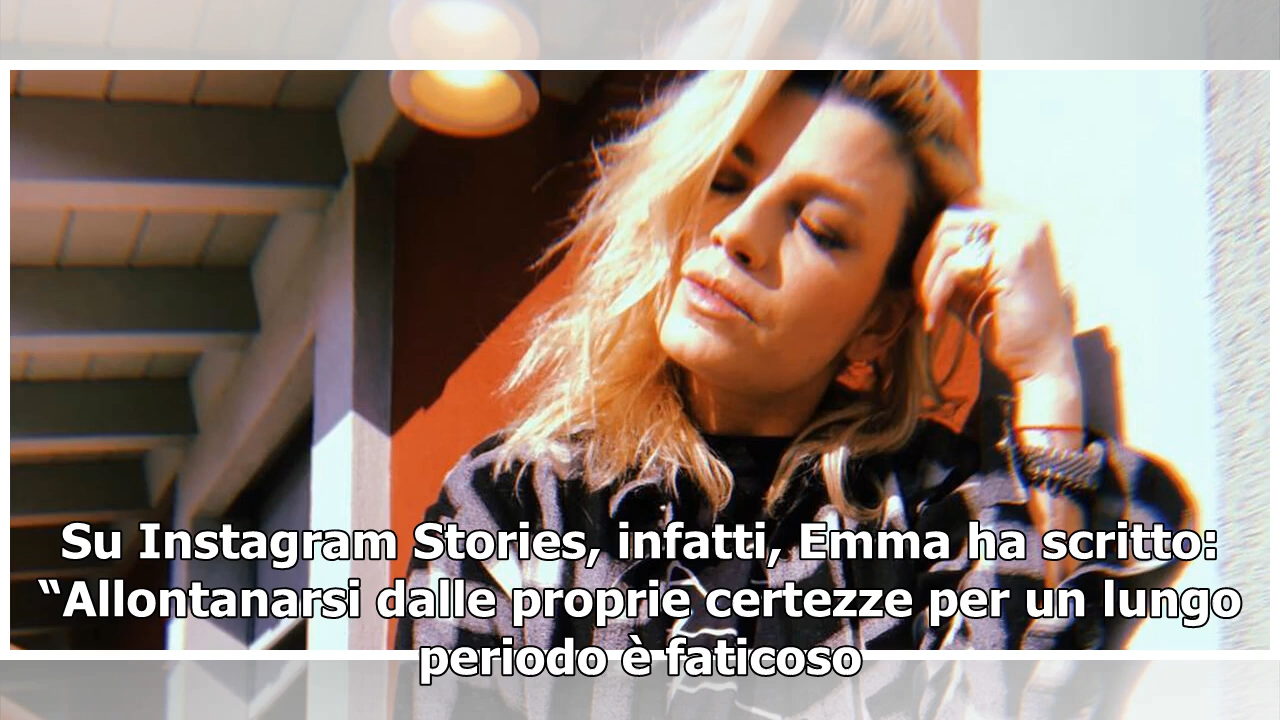 Su Instagram Stories, infatti, Emma ha scritto:
“Allontanarsi dalle proprie certezze per un lungo
periodo è faticoso